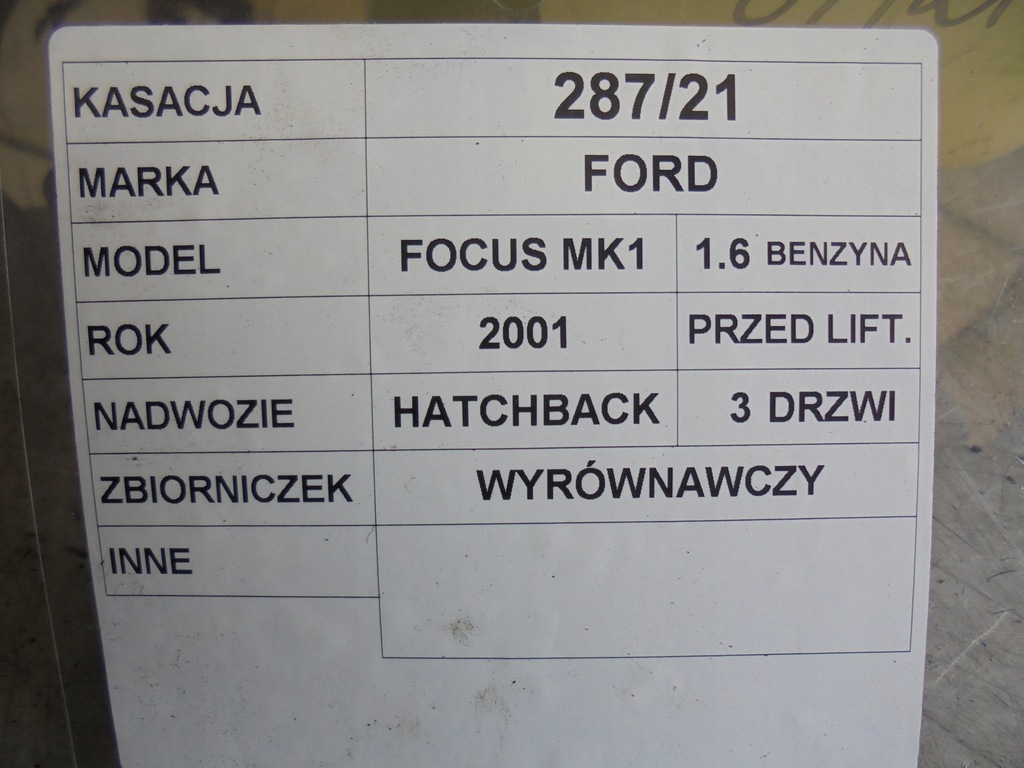 KASACJA 287/21
MARKA FORD
MODEL FOCUS MK1 1.6 BENZYNA
ROK 2001 PRZED LIFT.
NADWOZIE HATCHBACK 3 DRZWI
ZBIORNICZEK WYRÓWNAWCZY
INNE